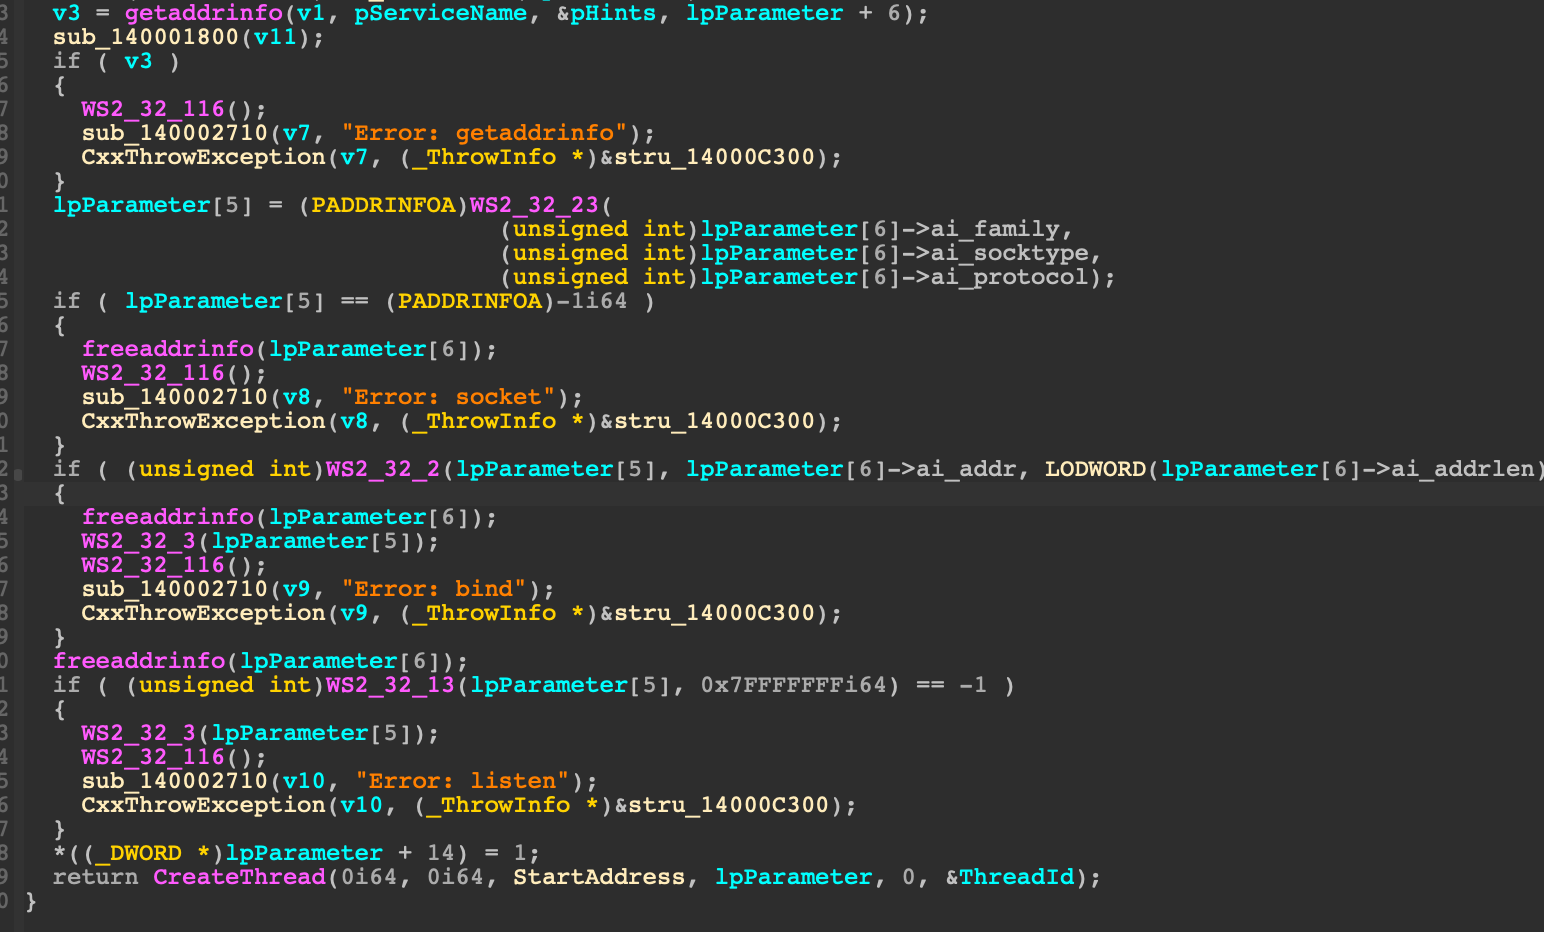 3 v3 = getaddrinfo(v1, pServiceName, &pHints, lpParameter + 6);
4 sub_140001800(v11);
5 if ( v3 )
6 {
7 WS2_32_116();
8 sub_140002710(v7, "Error: getaddrinfo");
9 CxxThrowException(v7, (_ThrowInfo *)&stru_14000C300);
0 }
1 lpParameter[5] = (PADDRINFOA)WS2_32_23(
2 (unsigned int)lpParameter[6]->ai_family,
3 (unsigned int)lpParameter[6]->ai_socktype,
4 (unsigned int)lpParameter[6]->ai_protocol);
5 if ( lpParameter[5] == (PADDRINFOA)-1i64 )
6 {
7 freeaddrinfo(lpParameter[6]);
8 WS2_32_116();
9 sub_140002710(v8, "Error: socket");
0 CxxThrowException(v8, (_ThrowInfo *)&stru_14000C300);
1 }
2 if ( (unsigned int)WS2_32_2(lpParameter[5], lpParameter[6]->ai_addr, LODWORD(lpParameter[6]->ai_addrlen)
3 {
4 freeaddrinfo(lpParameter[6]);
5 WS2_32_3(lpParameter[5]);
6 WS2_32_116();
7 sub_140002710(v9, "Error: bind");
8 CxxThrowException(v9, (_ThrowInfo *)&stru_14000C300);
9 }
0 freeaddrinfo(lpParameter[6]);
1 if ( (unsigned int)WS2_32_13(lpParameter[5], 0x7FFFFFFFi64) == -1 )
2 {
3 WS2_32_3(lpParameter[5]);
4 WS2_32_116();
5 sub_140002710(v10, "Error: listen");
6 CxxThrowException(v10, (_ThrowInfo *)&stru_14000C300);
7 }
8 *((_DWORD *)lpParameter + 14) = 1;
9 return CreateThread(0i64, 0i64, StartAddress, lpParameter, 0, &ThreadId);
0 }